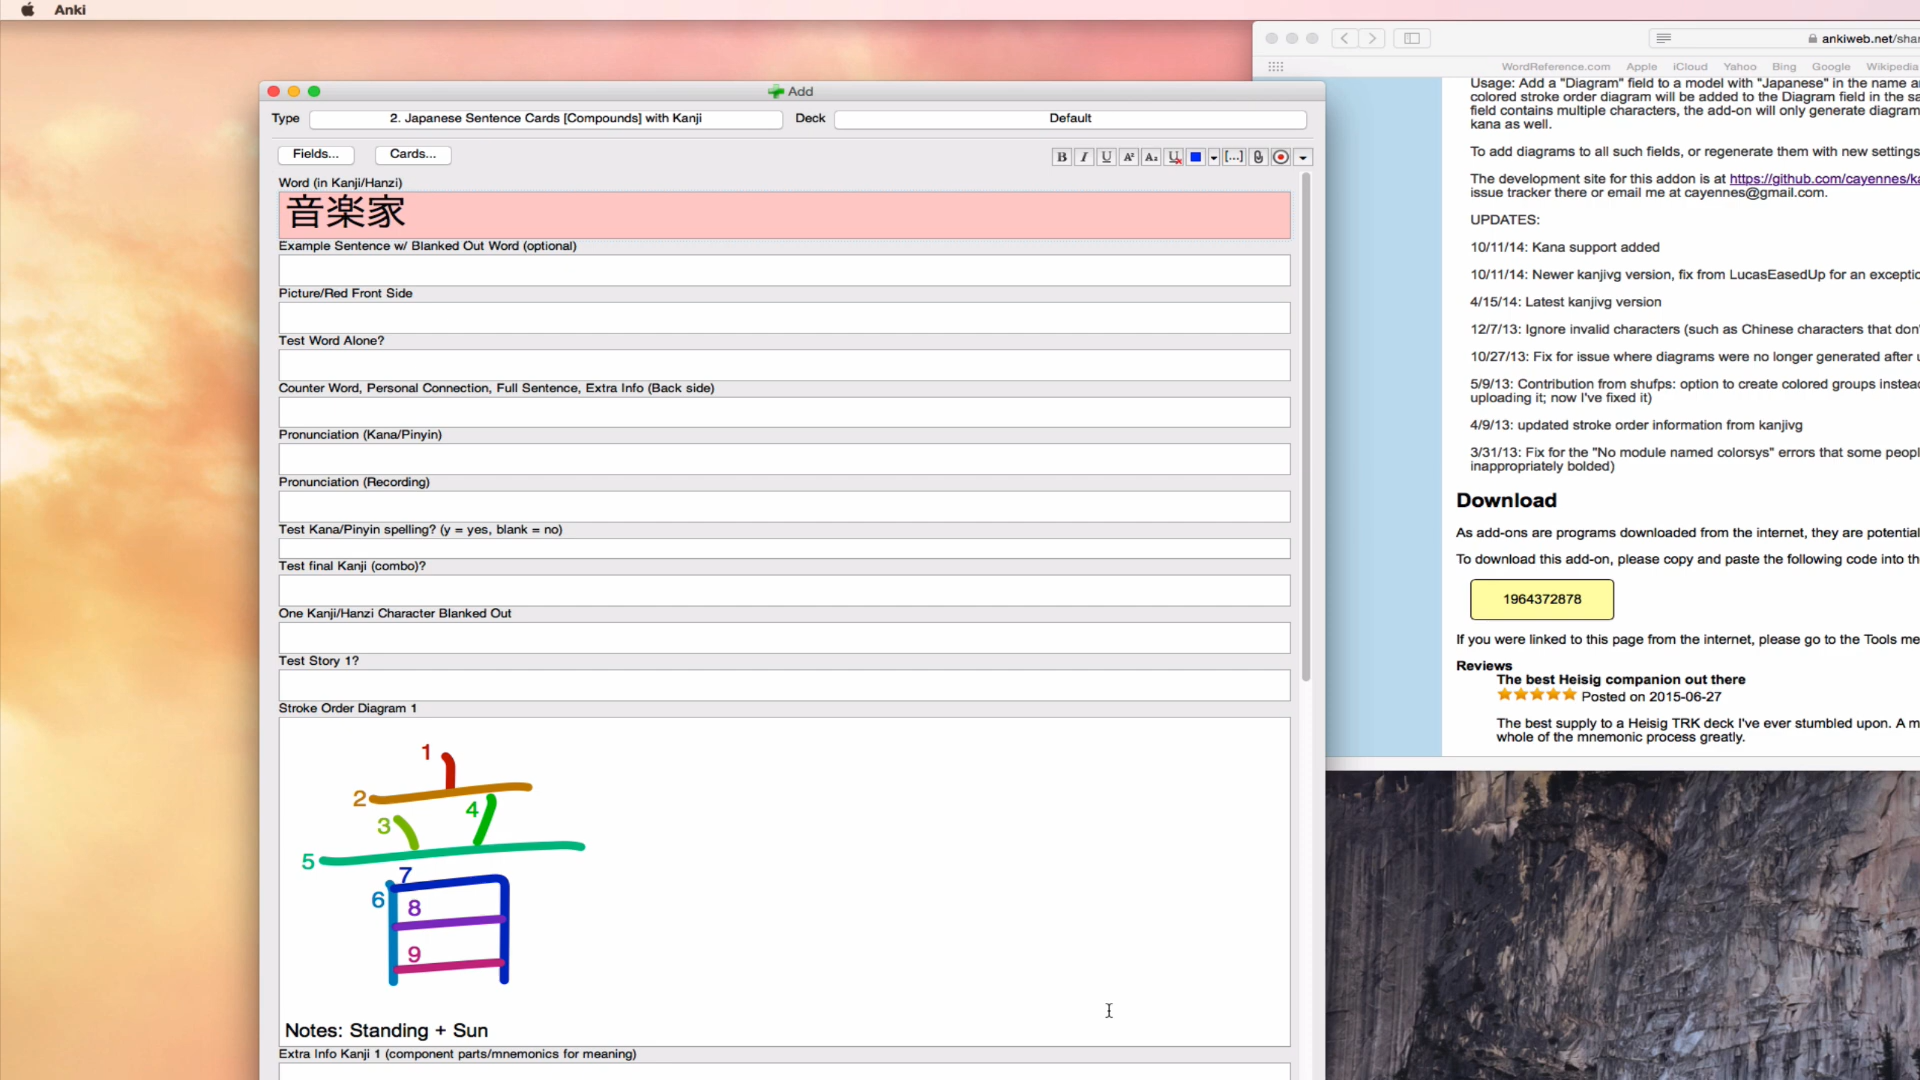 Anki
Add
Type
2. Japanese Sentence Cards [Compounds] with Kanji
Deck
Default
Fields...
Cards...
B I U A² A₂ U [...]
Word (in Kanji/Hanzi)
音楽家
Example Sentence w/ Blanked Out Word (optional)
Picture/Red Front Side
Test Word Alone?
Counter Word, Personal Connection, Full Sentence, Extra Info (Back side)
Pronunciation (Kana/Pinyin)
Pronunciation (Recording)
Test Kana/Pinyin spelling? (y = yes, blank = no)
Test final Kanji (combo)?
One Kanji/Hanzi Character Blanked Out
Test Story 1?
Stroke Order Diagram 1
1
2
3
4
5
6
7
8
9
Notes: Standing + Sun
Extra Info Kanji 1 (component parts/mnemonics for meaning)
ankiweb.net/shar
WordReference.com Apple iCloud Yahoo Bing Google Wikipedia
Usage: Add a "Diagram" field to a model with "Japanese" in the name
colored stroke order diagram will be added to the Diagram field in the
field contains multiple characters, the add-on will only generate diagram
kana as well.
To add diagrams to all such fields, or regenerate them with new settings
The development site for this addon is at https://github.com/cayennes/ka
issue tracker there or email me at cayennes@gmail.com.
UPDATES:
10/11/14: Kana support added
10/11/14: Newer kanjivg version, fix from LucasEasedUp for an
4/15/14: Latest kanjivg version
12/7/13: Ignore invalid characters (such as Chinese characters that don'
10/27/13: Fix for issue where diagrams were no longer generated after
5/9/13: Contribution from shufps: option to create colored groups
uploading it; now I've fixed it)
4/9/13: updated stroke order information from kanjivg
3/31/13: Fix for the "No module named colorsys" errors that some
inappropriately bolded)
Download
As add-ons are programs downloaded from the internet, they are
To download this add-on, please copy and paste the following code into
1964372878
If you were linked to this page from the internet, please go to the Tools
Reviews
The best Heisig companion out there
Posted on 2015-06-27
The best supply to a Heisig TRK deck I've ever stumbled upon. A
whole of the mnemonic process greatly.